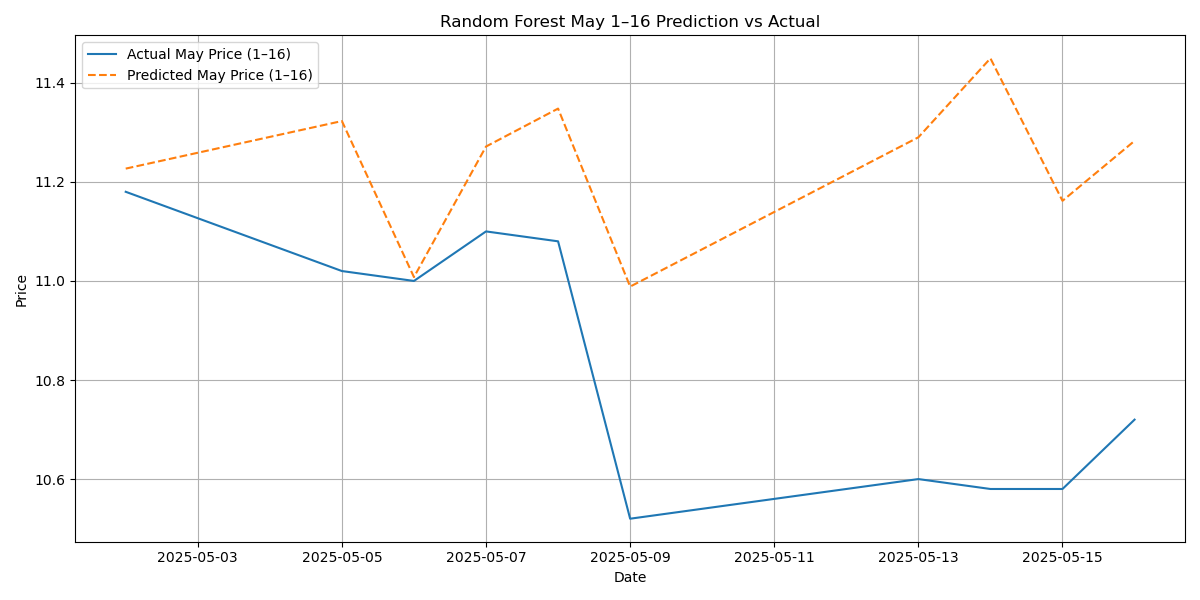 Random Forest May 1–16 Prediction vs Actual
Actual May Price (1–16)
Predicted May Price (1–16)
Price
11.4
11.2
11.0
10.8
10.6
2025-05-03 2025-05-05 2025-05-07 2025-05-09 2025-05-11 2025-05-13 2025-05-15
Date